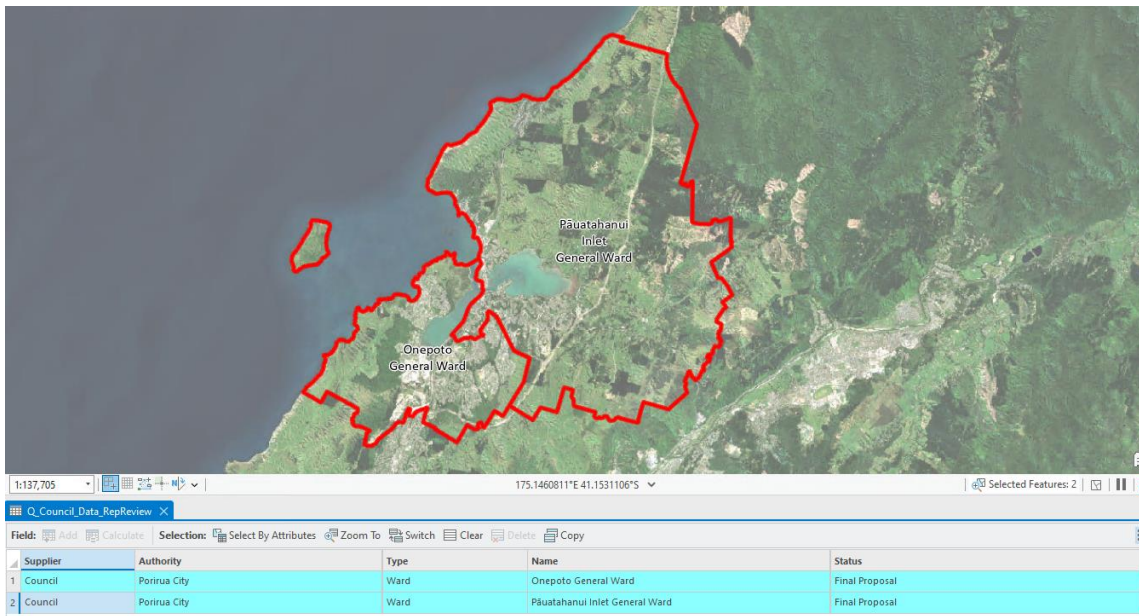 Pāuatahanui
Inlet
General Ward
Onepoto
General Ward
1:137,705
175.1460811°E 41.1531106°S
Selected Features: 2
Q_Council_Data_RepReview
Field: Add Calculate Selection: Select By Attributes Zoom To Switch Clear Delete Copy
Supplier Authority Type Name Status
1 Council Porirua City Ward Onepoto General Ward Final Proposal
2 Council Porirua City Ward Pāuatahanui Inlet General Ward Final Proposal